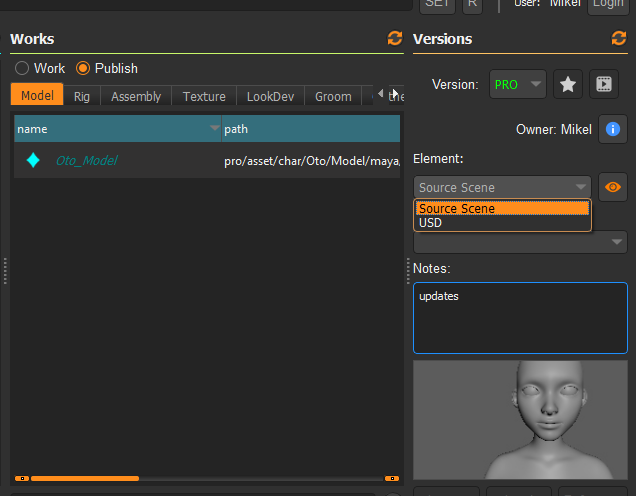 SET R User: Mikel Login
Works
Work Publish
Model Rig Assembly Texture LookDev Groom
name path
Oto_Model pro/asset/char/Oto/Model/maya,
Versions
Version: PRO
Owner: Mikel
Element:
Source Scene
Source Scene
USD
Notes:
updates